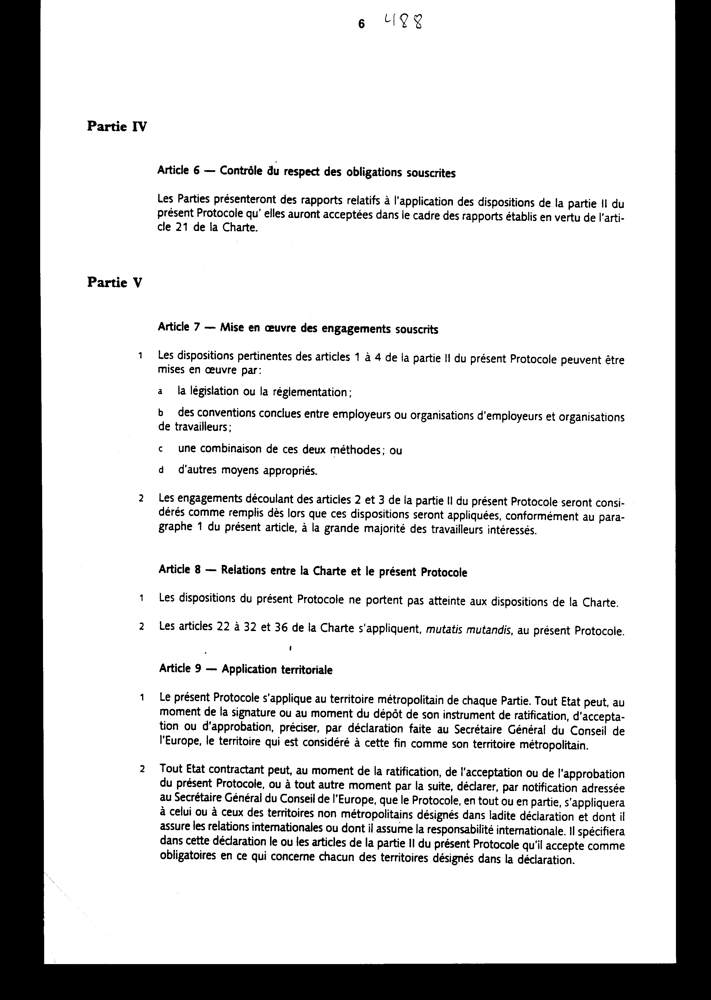 6 488
Partie IV
Article 6 — Contrôle du respect des obligations souscrites
Les Parties présenteront des rapports relatifs à l'application des dispositions de la partie II du
présent Protocole qu' elles auront acceptées dans le cadre des rapports établis en vertu de l'arti-
cle 21 de la Charte.
Partie V
Article 7 — Mise en œuvre des engagements souscrits
1 Les dispositions pertinentes des articles 1 à 4 de la partie II du présent Protocole peuvent être
mises en œuvre par:
a la législation ou la réglementation;
b des conventions conclues entre employeurs ou organisations d'employeurs et organisations
de travailleurs;
c une combinaison de ces deux méthodes; ou
d d'autres moyens appropriés.
2 Les engagements découlant des articles 2 et 3 de la partie II du présent Protocole seront consi-
dérés comme remplis dès lors que ces dispositions seront appliquées, conformément au para-
graphe 1 du présent article, à la grande majorité des travailleurs intéressés.
Article 8 — Relations entre la Charte et le présent Protocole
1 Les dispositions du présent Protocole ne portent pas atteinte aux dispositions de la Charte.
2 Les articles 22 à 32 et 36 de la Charte s'appliquent, mutatis mutandis, au présent Protocole.
Article 9 — Application territoriale
1 Le présent Protocole s'applique au territoire métropolitain de chaque Partie. Tout Etat peut, au
moment de la signature ou au moment du dépôt de son instrument de ratification, d'accepta-
tion ou d'approbation, préciser, par déclaration faite au Secrétaire Général du Conseil de
l'Europe, le territoire qui est considéré à cette fin comme son territoire métropolitain.
2 Tout Etat contractant peut, au moment de la ratification, de l'acceptation ou de l'approbation
du présent Protocole, ou à tout autre moment par la suite, déclarer, par notification adressée
au Secrétaire Général du Conseil de l'Europe, que le Protocole, en tout ou en partie, s'appliquera
à celui ou à ceux des territoires non métropolitains désignés dans ladite déclaration et dont il
assure les relations internationales ou dont il assume la responsabilité internationale. Il spécifiera
dans cette déclaration le ou les articles de la partie II du présent Protocole qu'il accepte comme
obligatoires en ce qui concerne chacun des territoires désignés dans la déclaration.